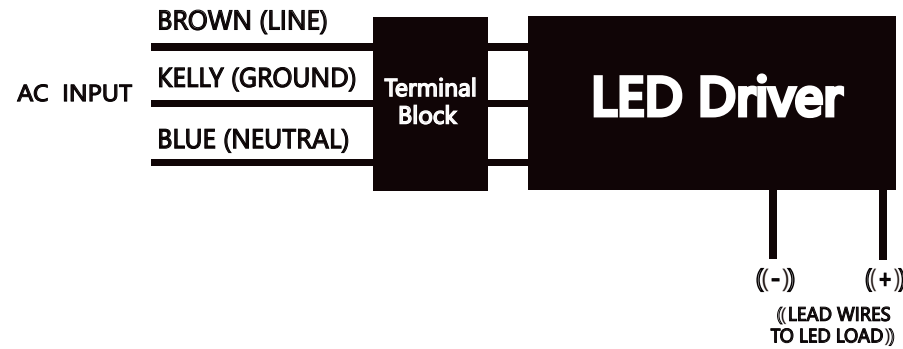 BROWN (LINE)
KELLY (GROUND)
AC INPUT
BLUE (NEUTRAL)
Terminal
Block
LED Driver
((-)) ((+))
((LEAD WIRES
TO LED LOAD))